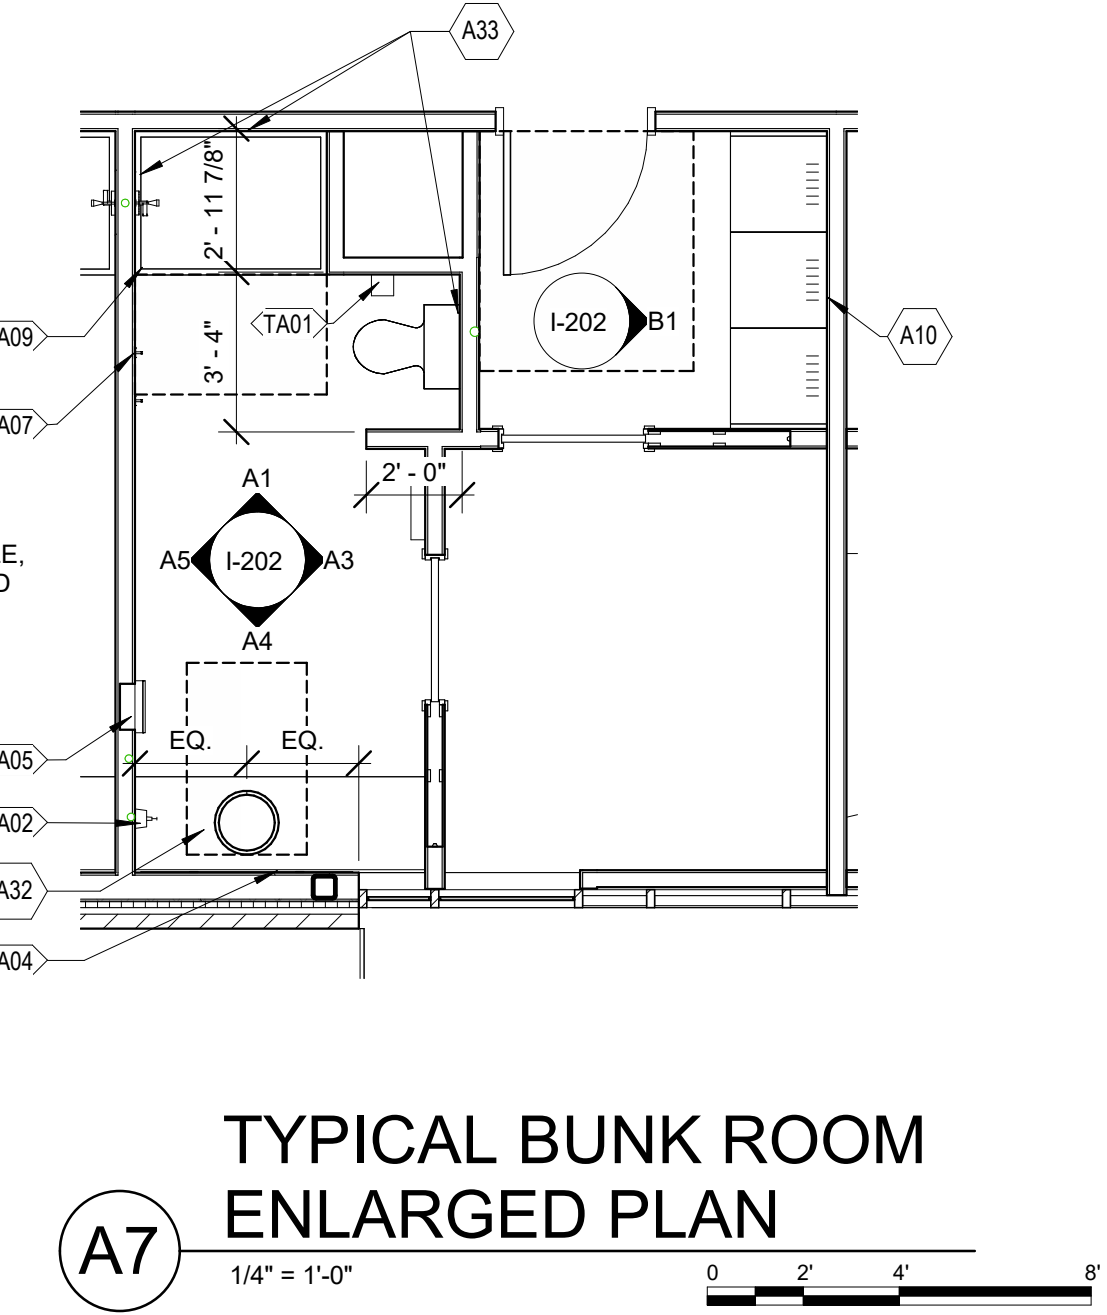 A33
2' - 11 7/8"
A09
TA01
I-202
B1
A10
3' - 4"
A07
2' - 0"
A1
A5
I-202
A3
E,
D
A4
EQ.
EQ.
A05
A02
A32
A04
TYPICAL BUNK ROOM
ENLARGED PLAN
A7
1/4" = 1'-0"
0 2' 4' 8'